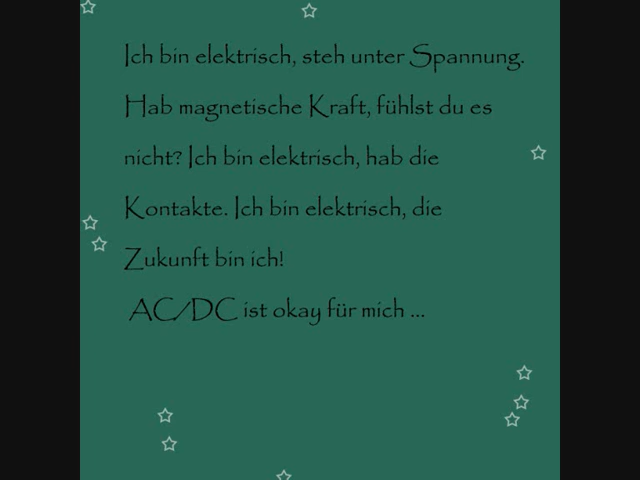 Ich bin elektrisch, steh unter Spannung.
Hab magnetische Kraft, fühlst du es
nicht? Ich bin elektrisch, hab die
Kontakte. Ich bin elektrisch, die
Zukunft bin ich!
AC/DC ist okay für mich ...